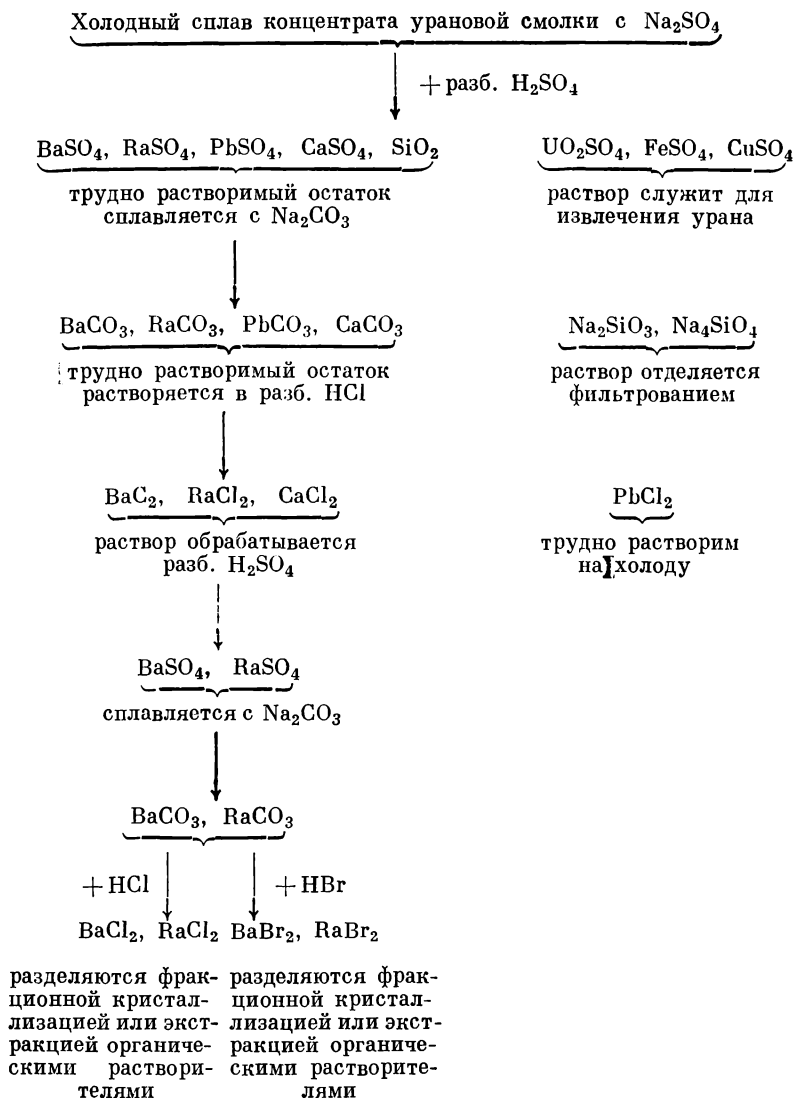 Холодный сплав концентрата урановой смолки с Na₂SO₄
+разб. H₂SO₄
BaSO₄, RaSO₄, PbSO₄, CaSO₄, SiO₂
трудно растворимый остаток
сплавляется с Na₂CO₃
UO₂SO₄, FeSO₄, CuSO₄
раствор служит для
извлечения урана
BaCO₃, RaCO₃, PbCO₃, CaCO₃
трудно растворимый остаток
растворяется в разб. HCl
Na₂SiO₃, Na₄SiO₄
раствор отделяется
фильтрованием
BaC₂, RaCl₂, CaCl₂
раствор обрабатывается
разб. H₂SO₄
PbCl₂
трудно растворим
на холоду
BaSO₄, RaSO₄
сплавляется с Na₂CO₃
BaCO₃, RaCO₃
+HCl
+HBr
BaCl₂, RaCl₂
BaBr₂, RaBr₂
разделяются фрак-
ционной кристал-
лизацией или экст-
ракцией органиче-
скими раствори-
телями
разделяются фрак-
ционной кристал-
лизацией или экст-
ракцией органиче-
скими растворите-
лями